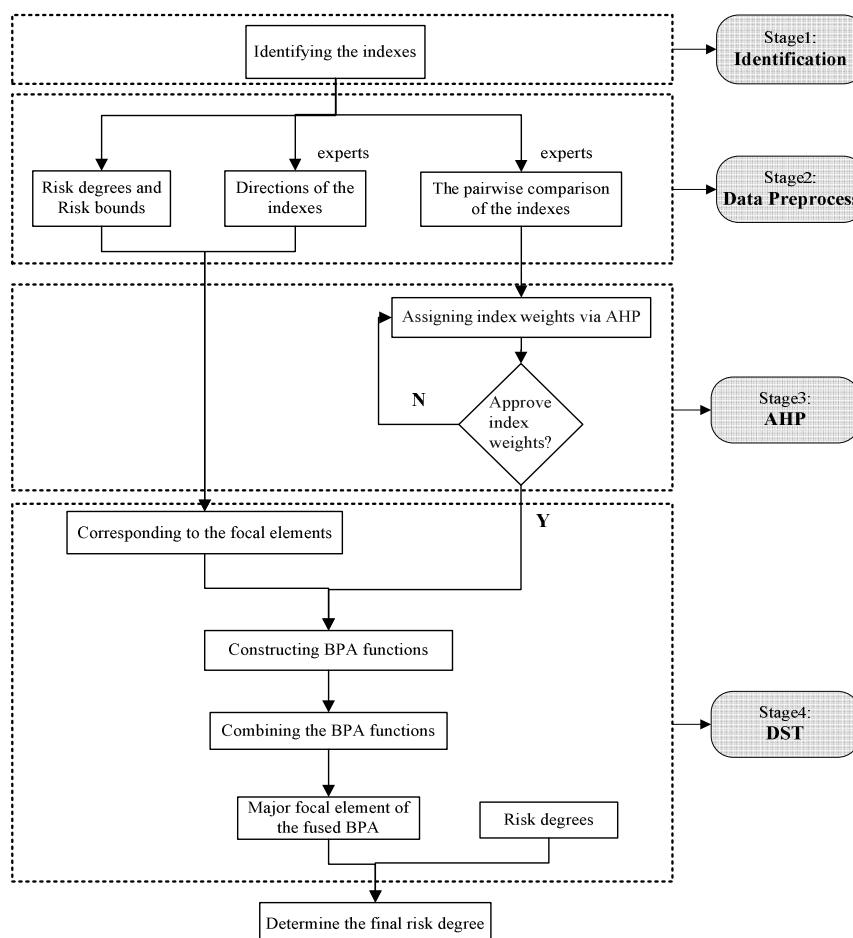 Identifying the indexes
Stage1:
Identification
experts
experts
Risk degrees and
Risk bounds
Directions of the
indexes
The pairwise comparison
of the indexes
Stage2:
Data Preprocess
Assigning index weights via AHP
N
Approve
index
weights?
Stage3:
AHP
Y
Corresponding to the focal elements
Constructing BPA functions
Combining the BPA functions
Stage4:
DST
Major focal element of
the fused BPA
Risk degrees
Determine the final risk degree